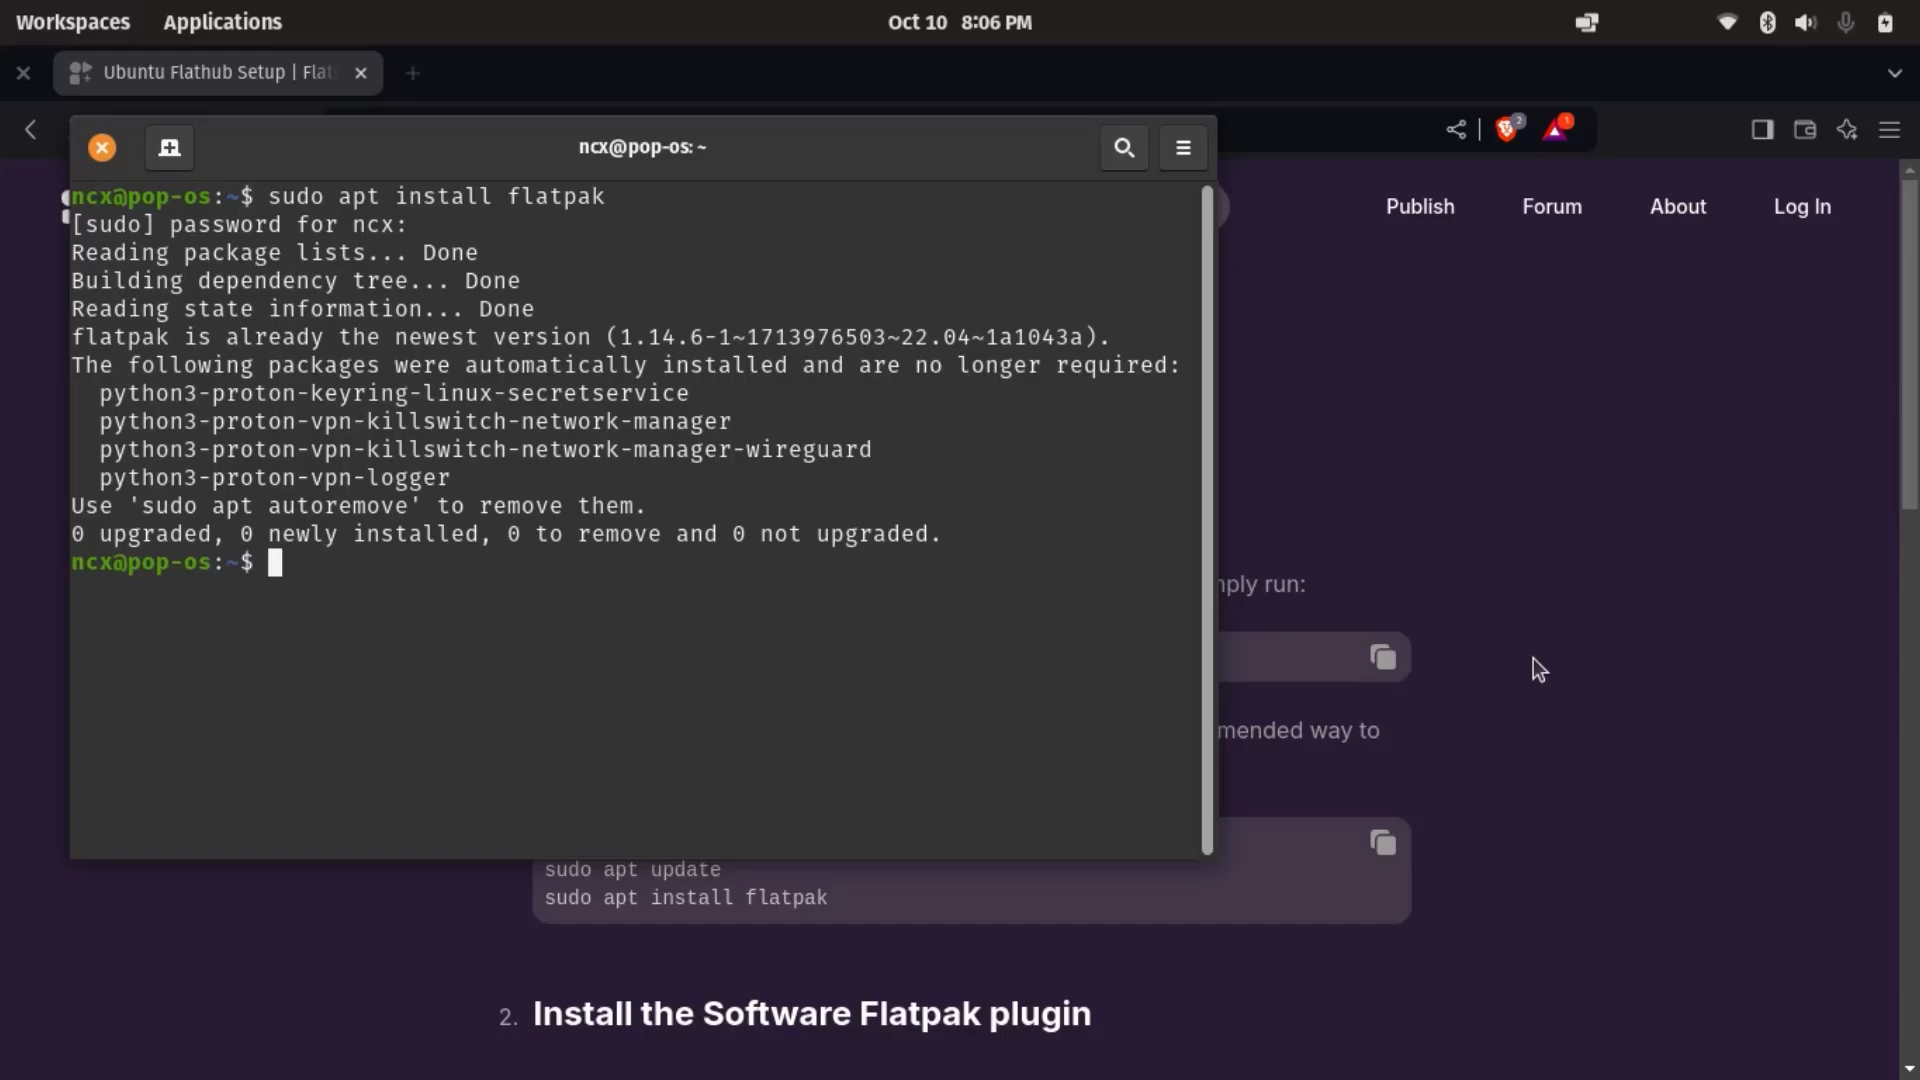 Workspaces Applications Oct 10 8:06 PM
Ubuntu Flathub Setup | Flat
2 1
ncx@pop-os: ~
Publish Forum About Log In
ncx@pop-os:~$ sudo apt install flatpak
[sudo] password for ncx:
Reading package lists... Done
Building dependency tree... Done
Reading state information... Done
flatpak is already the newest version (1.14.6-1~1713976503~22.04~1a1043a).
The following packages were automatically installed and are no longer required:
python3-proton-keyring-linux-secretservice
python3-proton-vpn-killswitch-network-manager
python3-proton-vpn-killswitch-network-manager-wireguard
python3-proton-vpn-logger
Use 'sudo apt autoremove' to remove them.
0 upgraded, 0 newly installed, 0 to remove and 0 not upgraded.
ncx@pop-os:~$
run:
way to
sudo apt update
sudo apt install flatpak
2. Install the Software Flatpak plugin